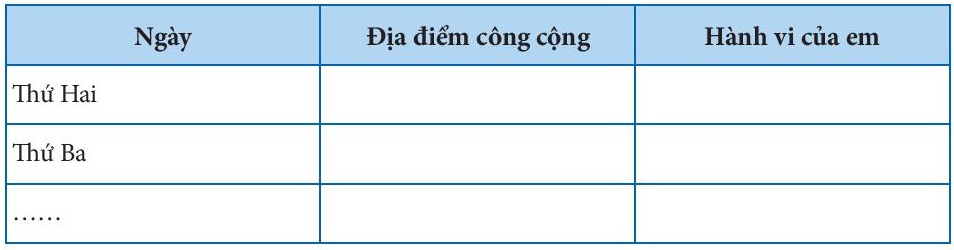 Ngày Địa điểm công cộng Hành vi của em
Thứ Hai
Thứ Ba
......